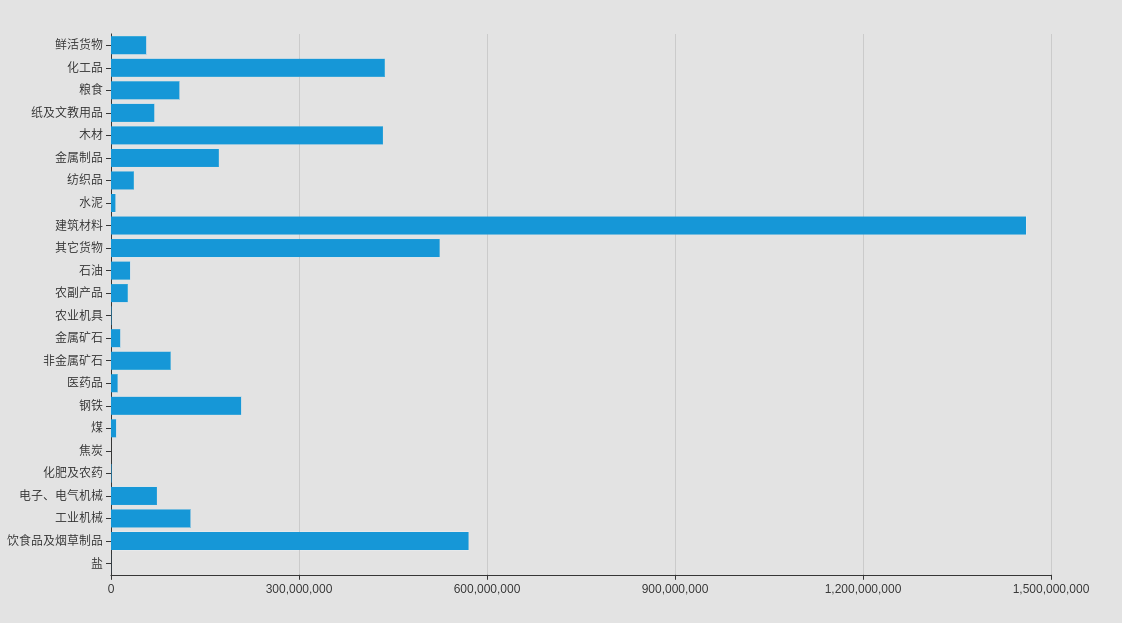 鲜活货物
化工品
粮食
纸及文教用品
木材
金属制品
纺织品
水泥
建筑材料
其它货物
石油
农副产品
农业机具
金属矿石
非金属矿石
医药品
钢铁
煤
焦炭
化肥及农药
电子、电气机械
工业机械
饮食品及烟草制品
盐
0 300,000,000 600,000,000 900,000,000 1,200,000,000 1,500,000,000